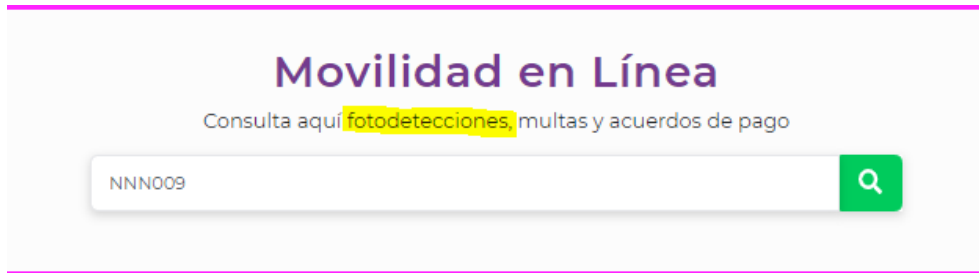 Movilidad en Línea
Consulta aquí fotodetecciones, multas y acuerdos de pago
NNN009